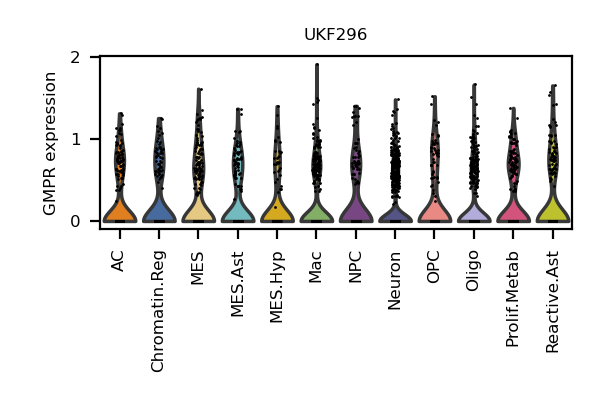 UKF296
GMPR expression
2
1
0
AC
Chromatin.Reg
MES
MES.Ast
MES.Hyp
Mac
NPC
Neuron
OPC
Oligo
Prolif.Metab
Reactive.Ast